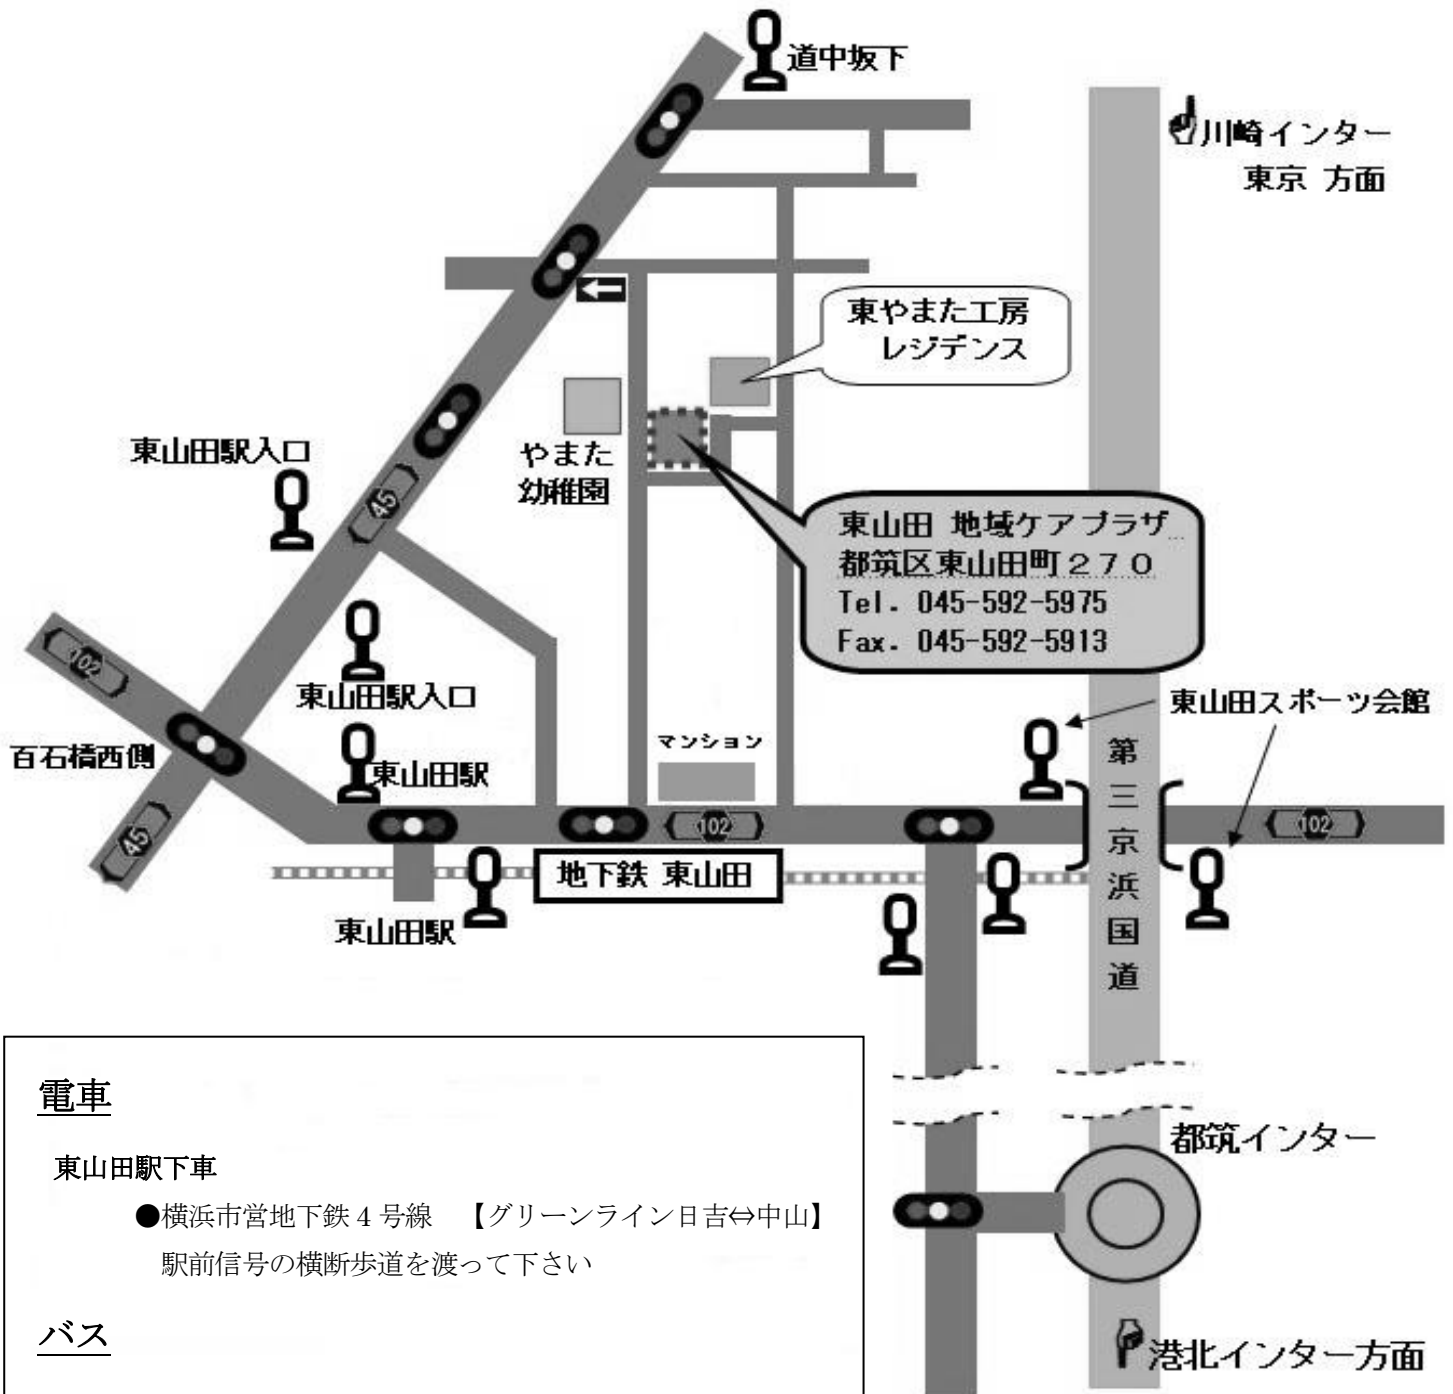 道中坂下
川崎インター
東京 方面
東やまた工房
レジデンス
東山田駅入口
45
やまた
幼稚園
東山田 地域ケアプラザ
都筑区東山田町２７０
Tel. 045-592-5975
Fax. 045-592-5913
102
東山田駅入口
東山田スポーツ会館
百石橋西側
東山田駅
マンション
第三京浜国道
45
102
102
地下鉄 東山田
東山田駅
電車
東山田駅下車
●横浜市営地下鉄４号線　【グリーンライン日吉⇔中山】
駅前信号の横断歩道を渡って下さい
バス
都筑インター
港北インター方面